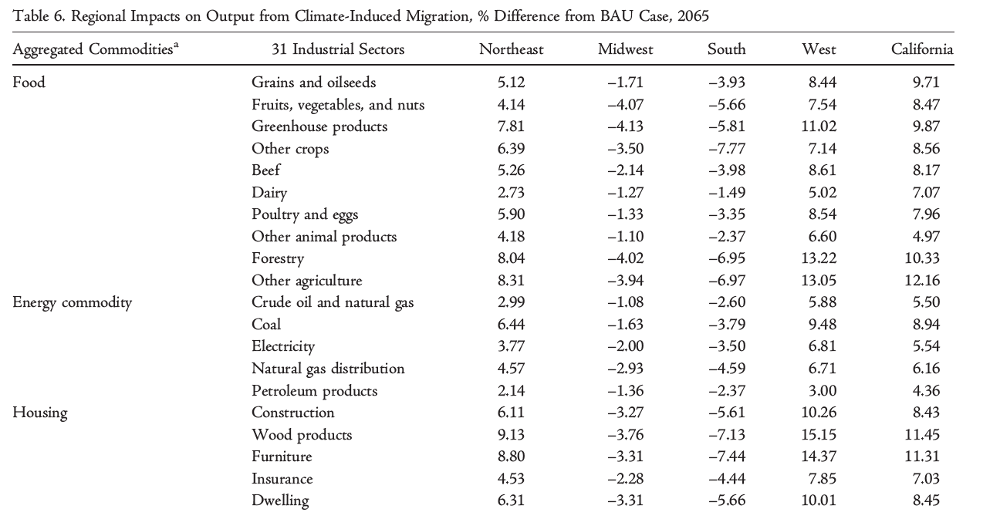 Table 6. Regional Impacts on Output from Climate-Induced Migration, % Difference from BAU Case, 2065
Aggregated Commoditiesa 31 Industrial Sectors Northeast Midwest South West California
Food Grains and oilseeds 5.12 –1.71 –3.93 8.44 9.71
Fruits, vegetables, and nuts 4.14 –4.07 –5.66 7.54 8.47
Greenhouse products 7.81 –4.13 –5.81 11.02 9.87
Other crops 6.39 –3.50 –7.77 7.14 8.56
Beef 5.26 –2.14 –3.98 8.61 8.17
Dairy 2.73 –1.27 –1.49 5.02 7.07
Poultry and eggs 5.90 –1.33 –3.35 8.54 7.96
Other animal products 4.18 –1.10 –2.37 6.60 4.97
Forestry 8.04 –4.02 –6.95 13.22 10.33
Other agriculture 8.31 –3.94 –6.97 13.05 12.16
Energy commodity Crude oil and natural gas 2.99 –1.08 –2.60 5.88 5.50
Coal 6.44 –1.63 –3.79 9.48 8.94
Electricity 3.77 –2.00 –3.50 6.81 5.54
Natural gas distribution 4.57 –2.93 –4.59 6.71 6.16
Petroleum products 2.14 –1.36 –2.37 3.00 4.36
Housing Construction 6.11 –3.27 –5.61 10.26 8.43
Wood products 9.13 –3.76 –7.13 15.15 11.45
Furniture 8.80 –3.31 –7.44 14.37 11.31
Insurance 4.53 –2.28 –4.44 7.85 7.03
Dwelling 6.31 –3.31 –5.66 10.01 8.45